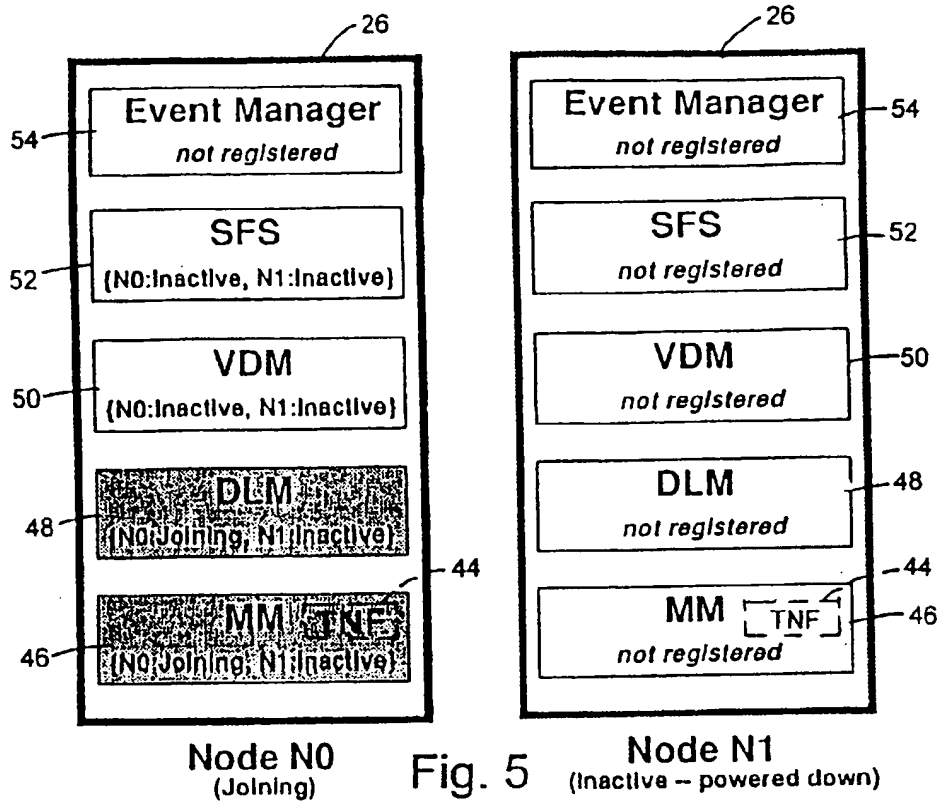 26
Event Manager
not registered
54
SFS
{N0:Inactive, N1:Inactive}
52
VDM
{N0:Inactive, N1:Inactive}
50
DLM
{N0:Joining, N1:Inactive}
48
44
MM TNF
{N0:Joining, N1:Inactive}
46
Node N0
(Joining)
26
Event Manager
not registered
54
SFS
not registered
52
VDM
not registered
50
DLM
not registered
48
44
MM TNF
not registered
46
Node N1
(Inactive -- powered down)
Fig. 5